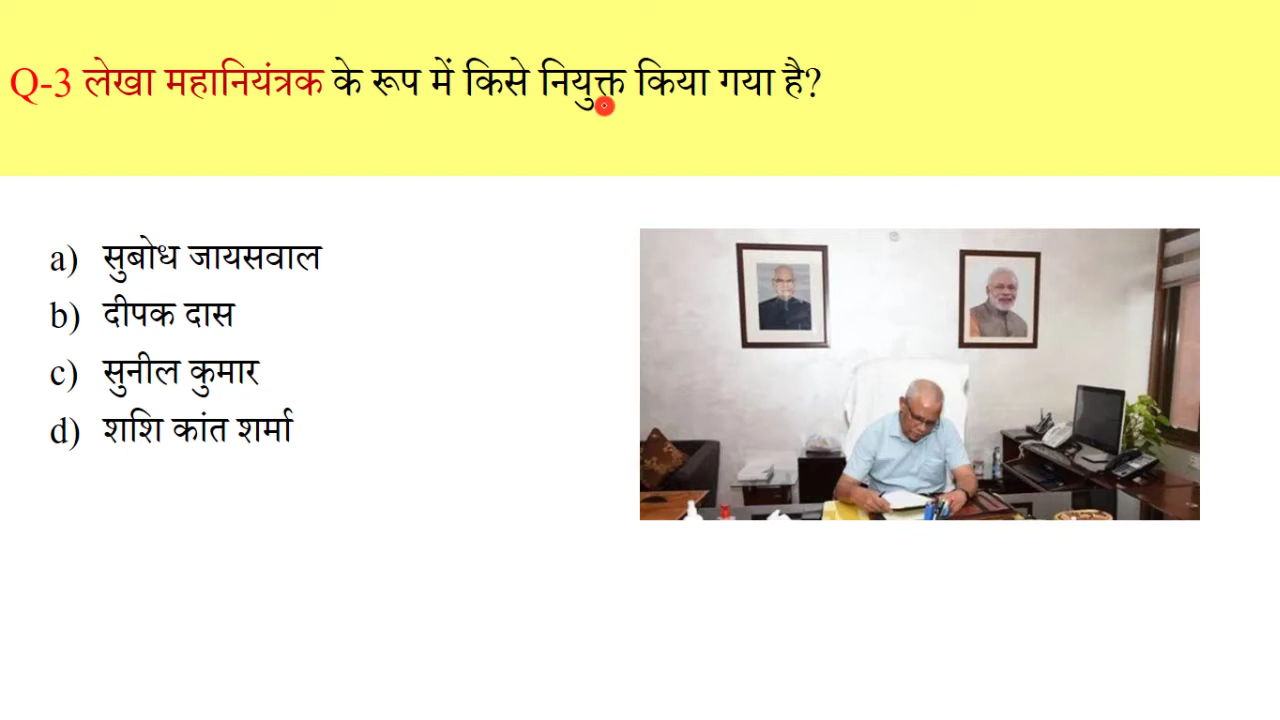 Q-3 लेखा महानियंत्रक के रूप में किसे नियुक्त किया गया है?
a) सुबोध जायसवाल
b) दीपक दास
c) सुनील कुमार
d) शशि कांत शर्मा